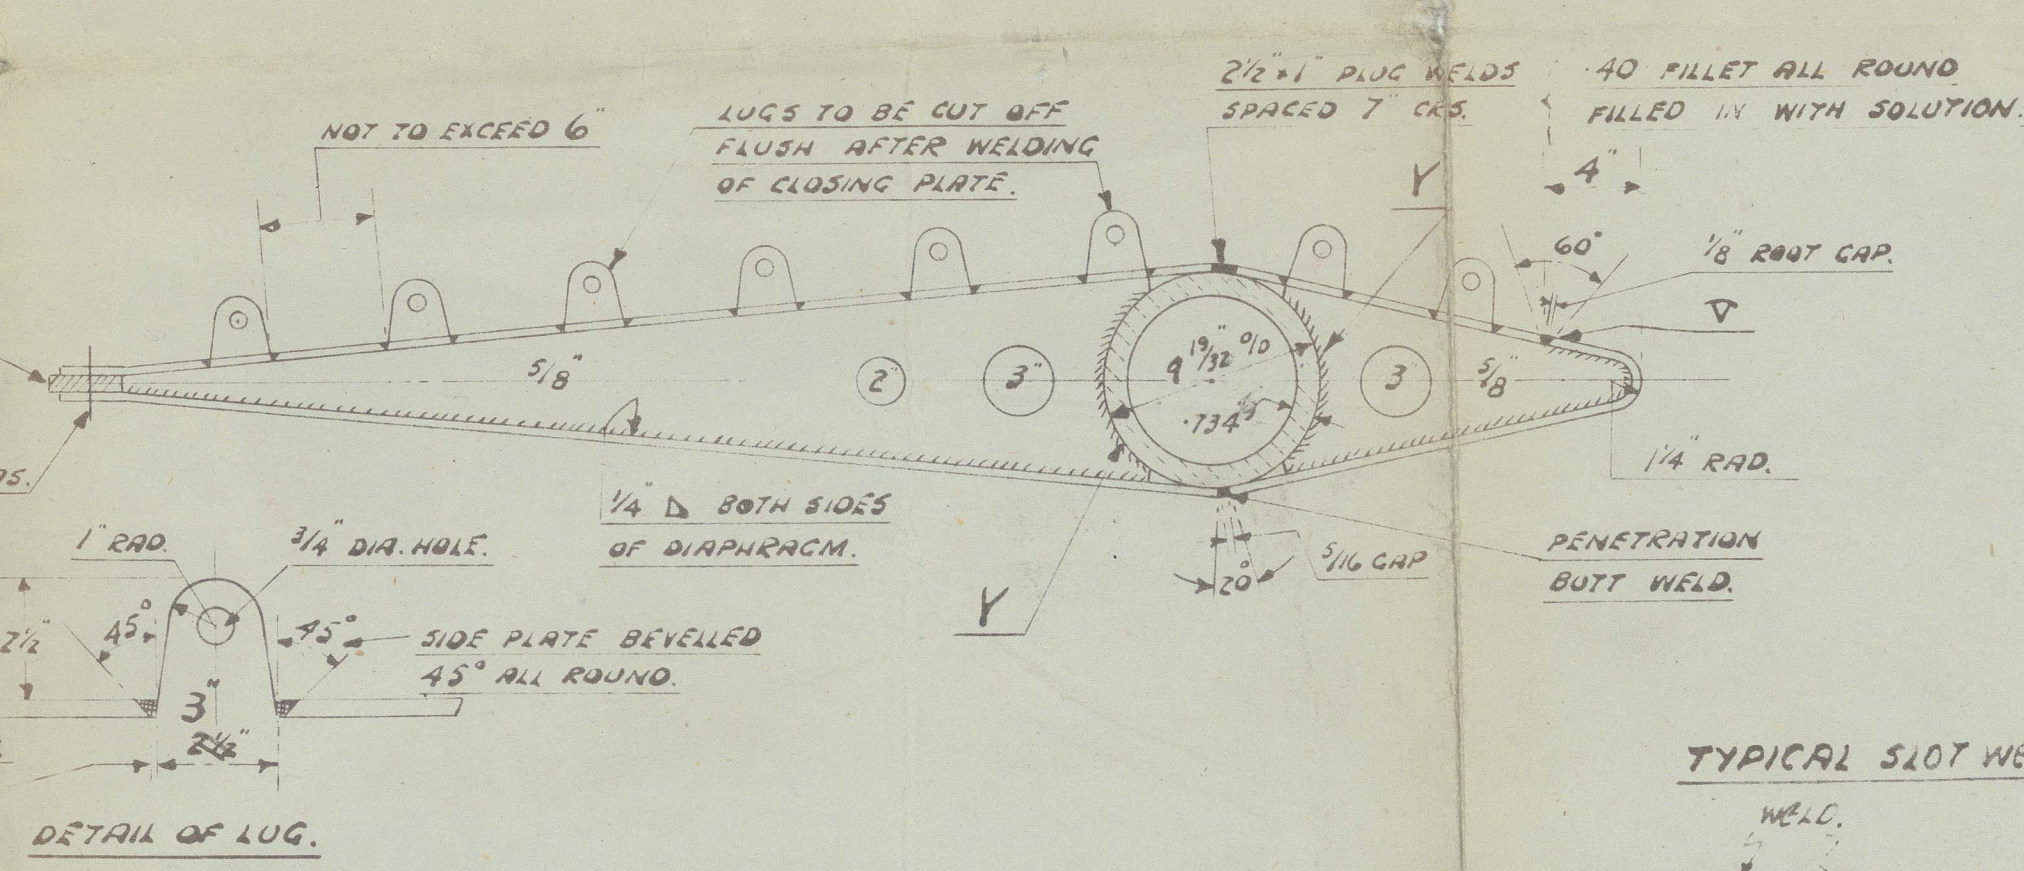 2½" × 1" PLUG WELDS
SPACED 7" CRS.
.40 FILLET ALL ROUND
FILLED IN WITH SOLUTION.
NOT TO EXCEED 6"
LUGS TO BE CUT OFF
FLUSH AFTER WELDING
OF CLOSING PLATE.
Y
4"
60°
1/8" ROOT GAP.
5/8"
2"
3"
9 19/32" O/D
.734"
3"
5/8"
1¼" RAD.
1/4" BOTH SIDES
OF DIAPHRAGM.
Y
20°
5/16 GAP
PENETRATION
BUTT WELD.
1" RAD.
3/4" DIA. HOLE.
2½"
45°
45°
SIDE PLATE BEVELLED
45° ALL ROUND.
3"
2½"
DETAIL OF LUG.
TYPICAL SLOT WE
WELD.